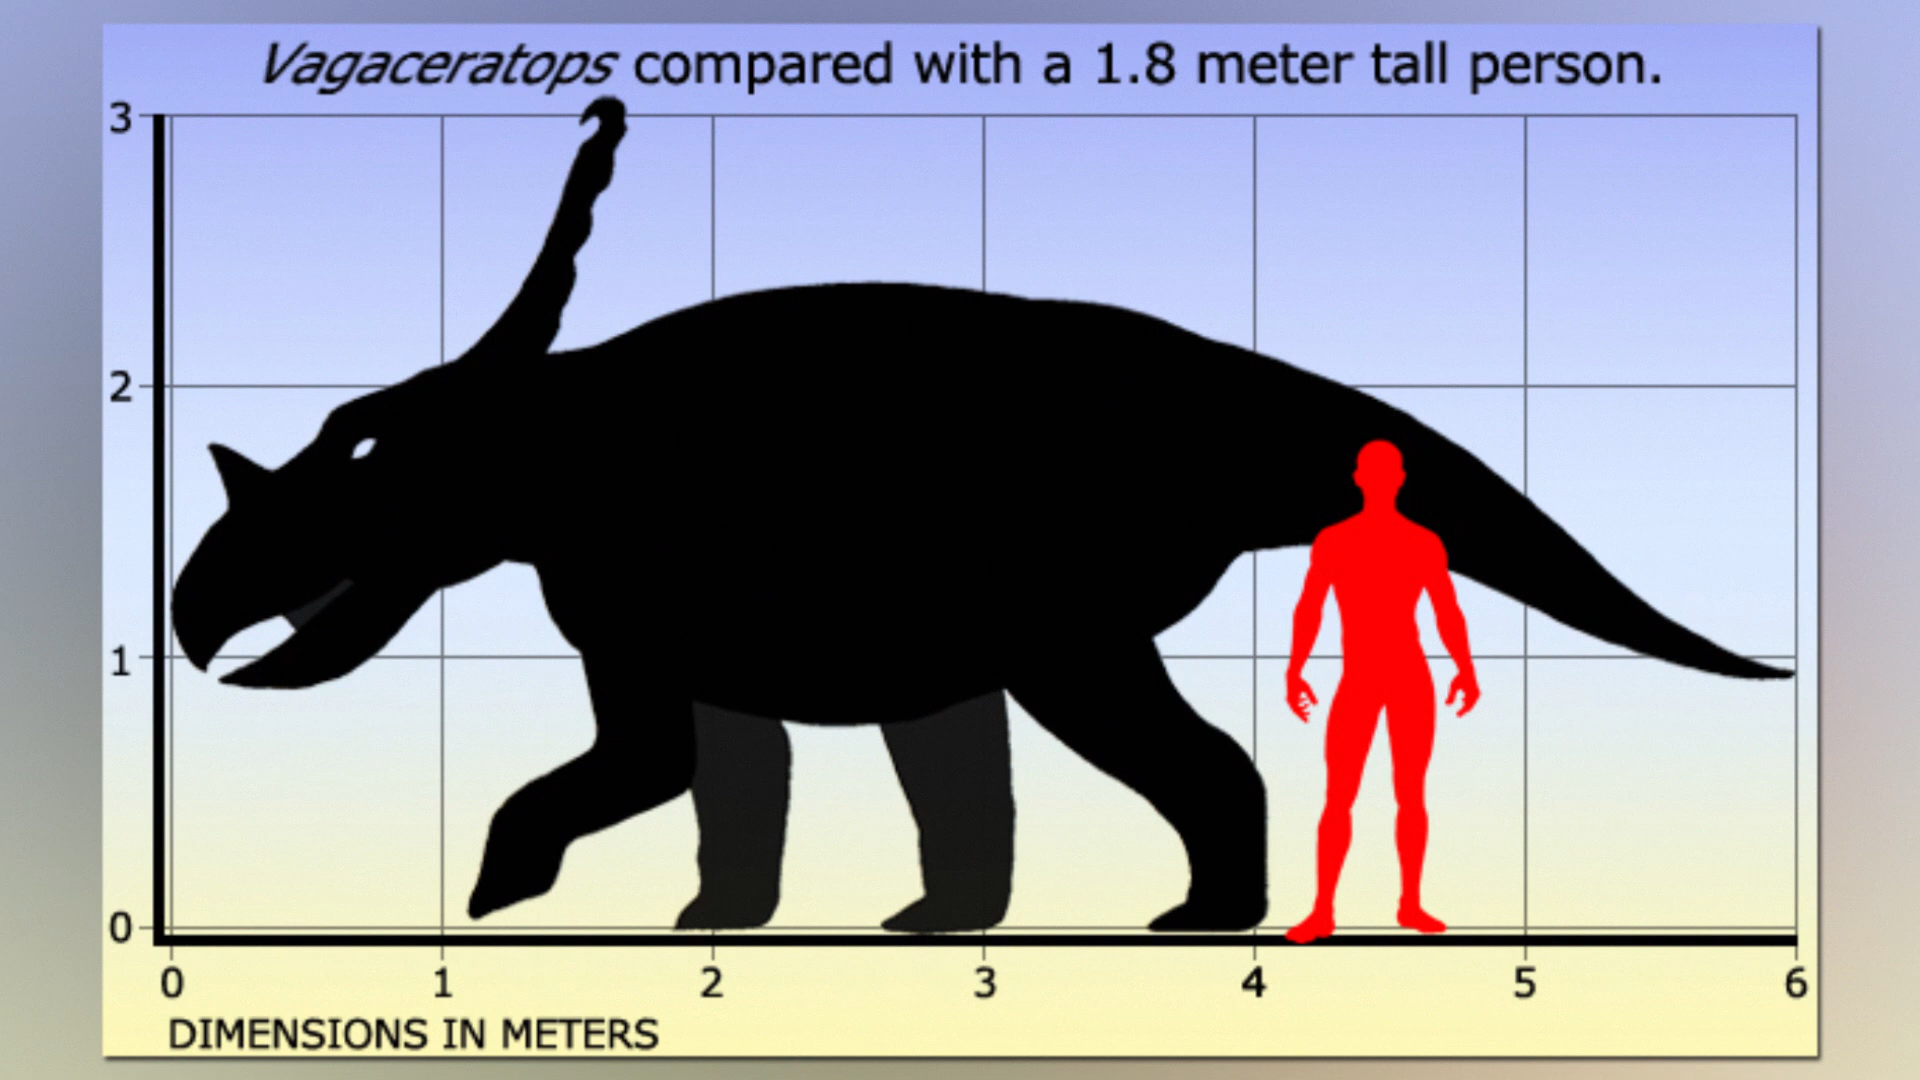 Vagaceratops compared with a 1.8 meter tall person.
3
2
1
0
0 1 2 3 4 5 6
DIMENSIONS IN METERS